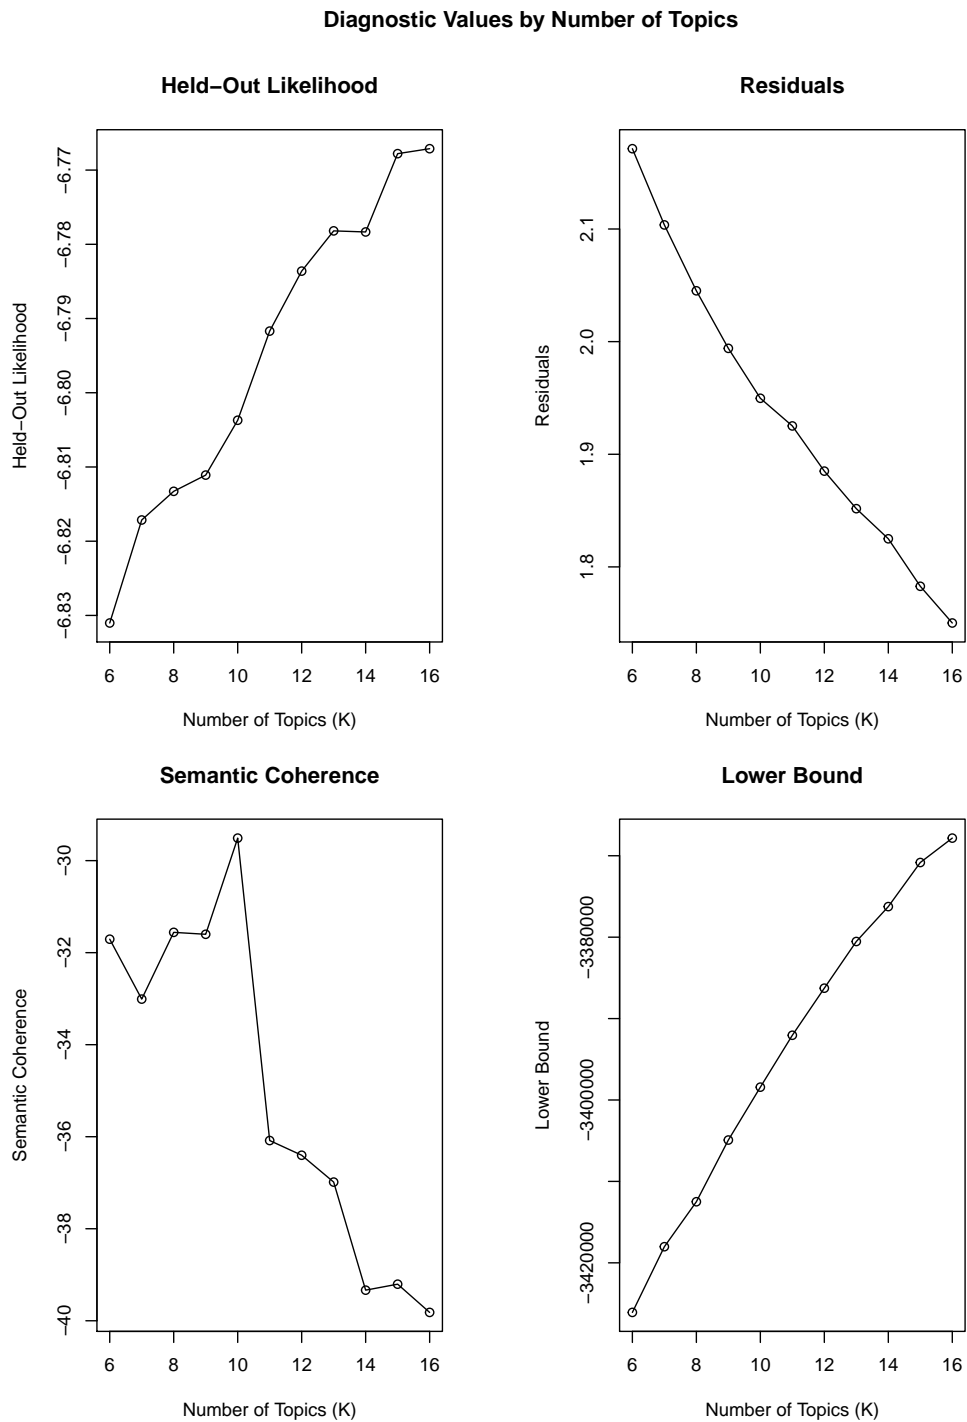 Diagnostic Values by Number of Topics
Held−Out Likelihood
Held−Out Likelihood
−6.77
−6.78
−6.79
−6.80
−6.81
−6.82
−6.83
6 8 10 12 14 16
Number of Topics (K)
Residuals
Residuals
2.1
2.0
1.9
1.8
6 8 10 12 14 16
Number of Topics (K)
Semantic Coherence
Semantic Coherence
−30
−32
−34
−36
−38
−40
6 8 10 12 14 16
Number of Topics (K)
Lower Bound
Lower Bound
−3380000
−3400000
−3420000
6 8 10 12 14 16
Number of Topics (K)